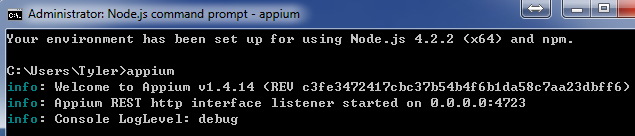 Administrator: Node.js command prompt - appium
Your environment has been set up for using Node.js 4.2.2 (x64) and npm.
C:\Users\Tyler>appium
info: Welcome to Appium v1.4.14 (REV c3fe3472417cbc37b54b4f6b1da58c7aa23dbff6)
info: Appium REST http interface listener started on 0.0.0.0:4723
info: Console LogLevel: debug